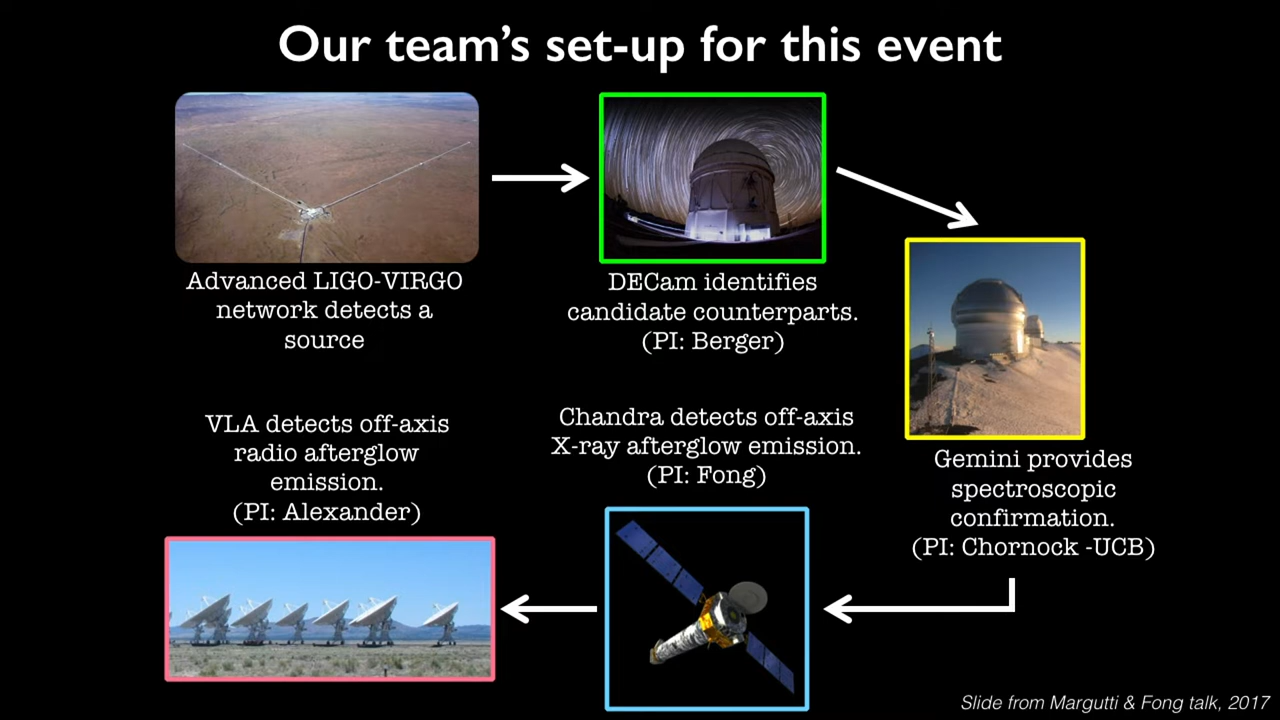 Our team's set-up for this event
Advanced LIGO-VIRGO
network detects a
source
DECam identifies
candidate counterparts.
(PI: Berger)
Gemini provides
spectroscopic
confirmation.
(PI: Chornock -UCB)
Chandra detects off-axis
X-ray afterglow emission.
(PI: Fong)
VLA detects off-axis
radio afterglow
emission.
(PI: Alexander)
Slide from Margutti & Fong talk, 2017